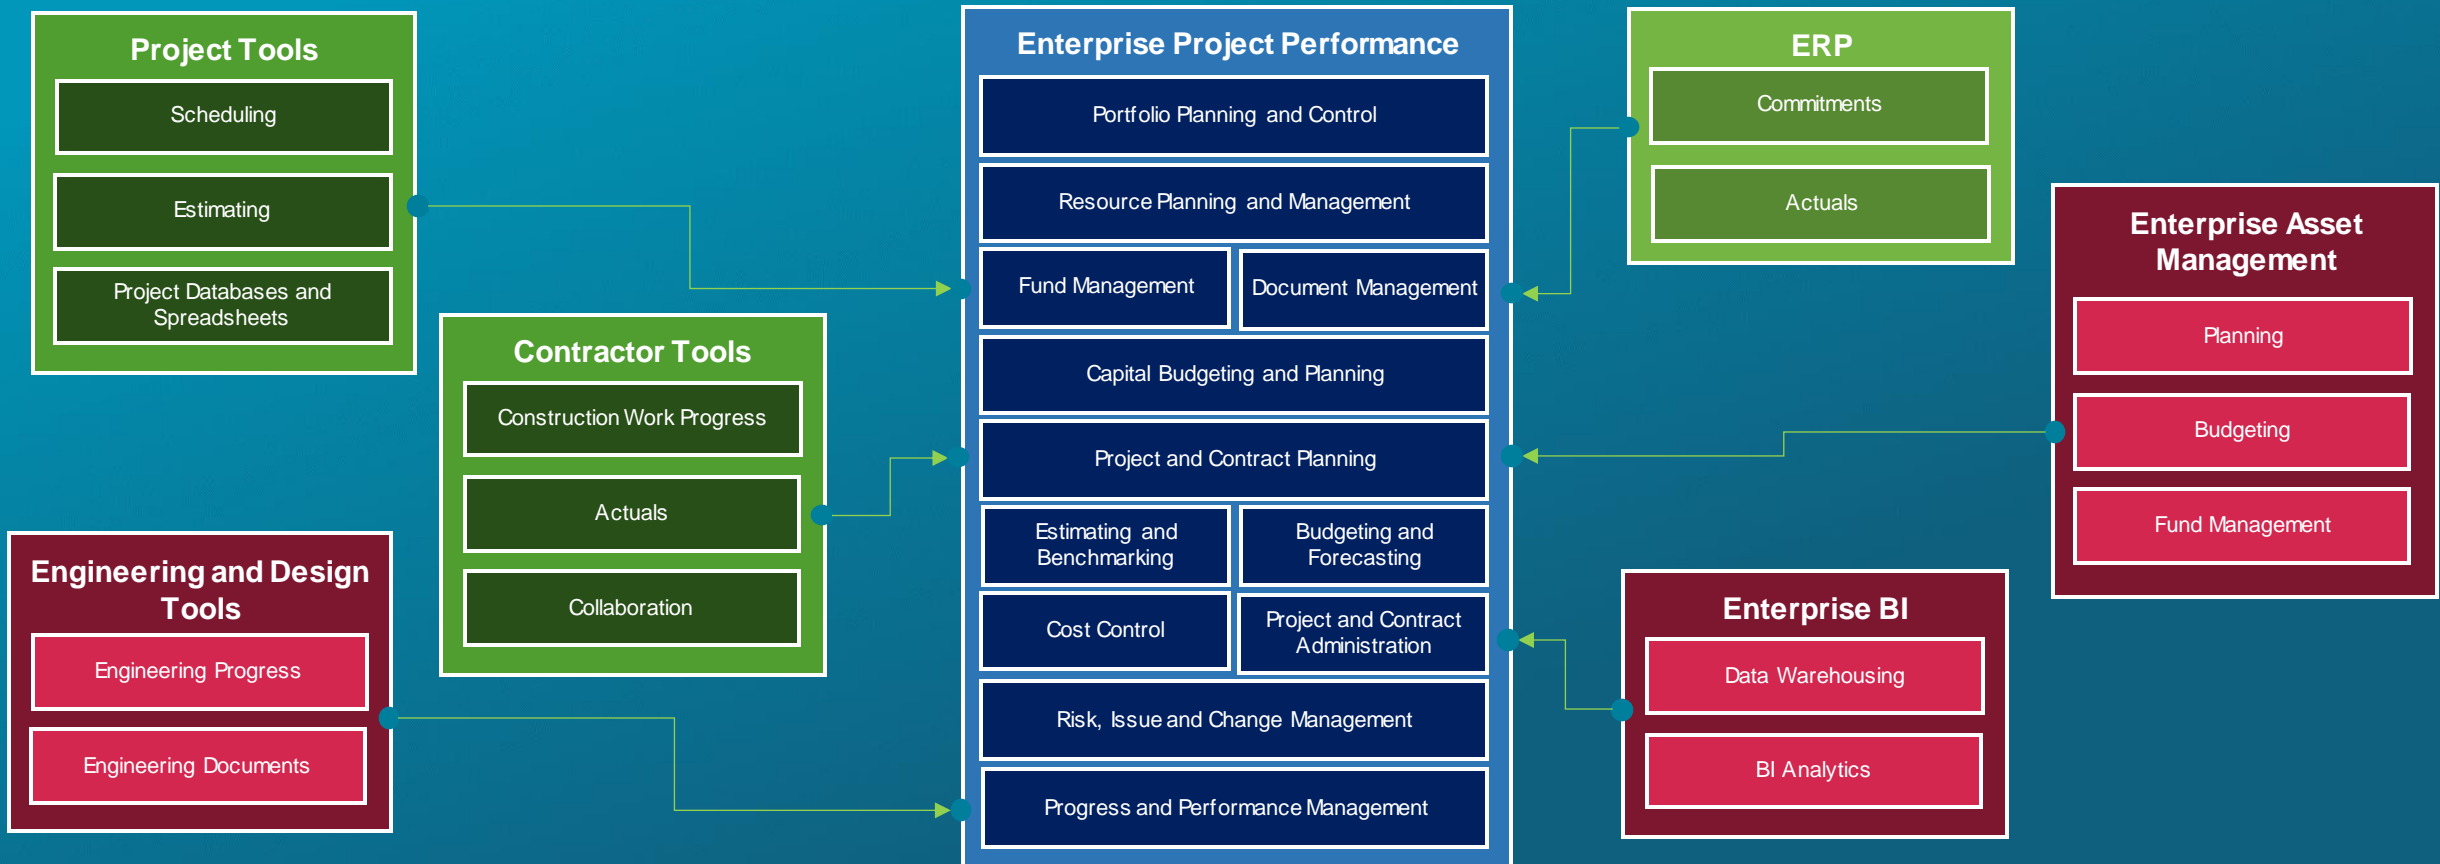 Project Tools
Scheduling
Estimating
Project Databases and
Spreadsheets
Contractor Tools
Construction Work Progress
Actuals
Collaboration
Engineering and Design
Tools
Engineering Progress
Engineering Documents
Enterprise Project Performance
Portfolio Planning and Control
Resource Planning and Management
Fund Management
Document Management
Capital Budgeting and Planning
Project and Contract Planning
Estimating and
Benchmarking
Budgeting and
Forecasting
Cost Control
Project and Contract
Administration
Risk, Issue and Change Management
Progress and Performance Management
ERP
Commitments
Actuals
Enterprise Asset
Management
Planning
Budgeting
Fund Management
Enterprise BI
Data Warehousing
BI Analytics